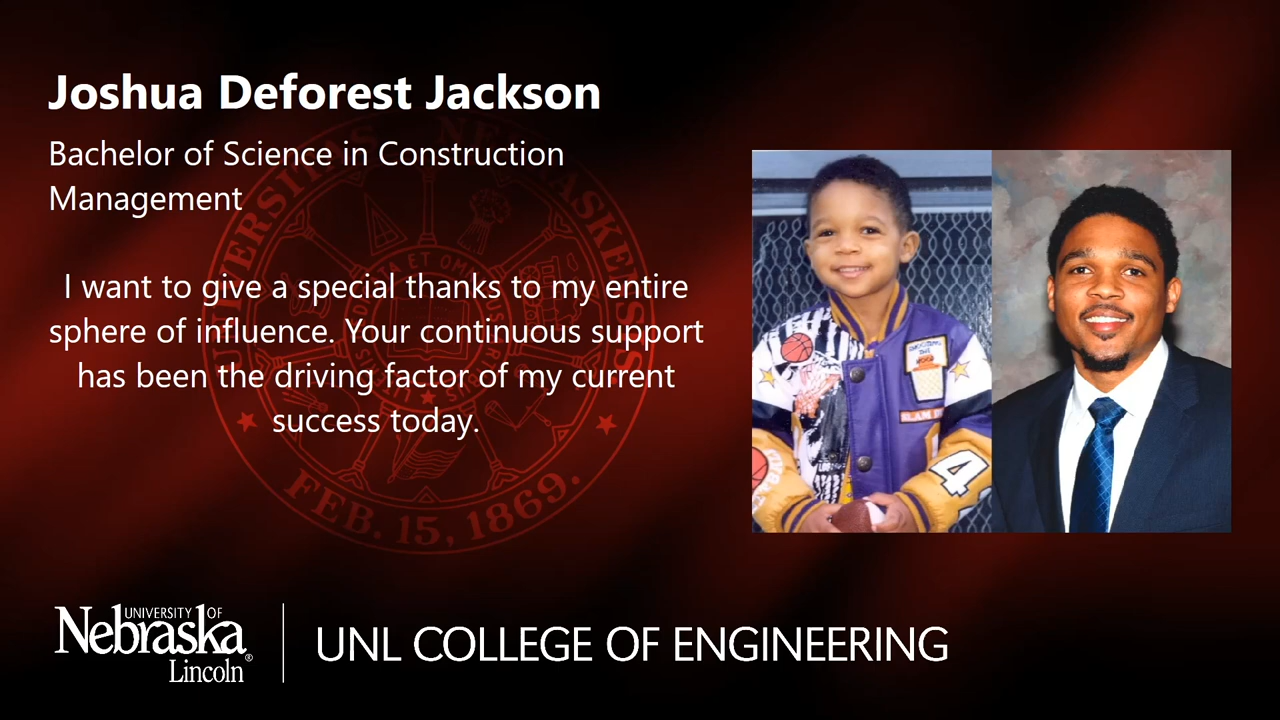 Joshua Deforest Jackson
Bachelor of Science in Construction
Management
I want to give a special thanks to my entire
sphere of influence. Your continuous support
has been the driving factor of my current
success today.
FEB. 15, 1869.
SLAM
4
UNIVERSITY OF
Nebraska
Lincoln®
UNL COLLEGE OF ENGINEERING